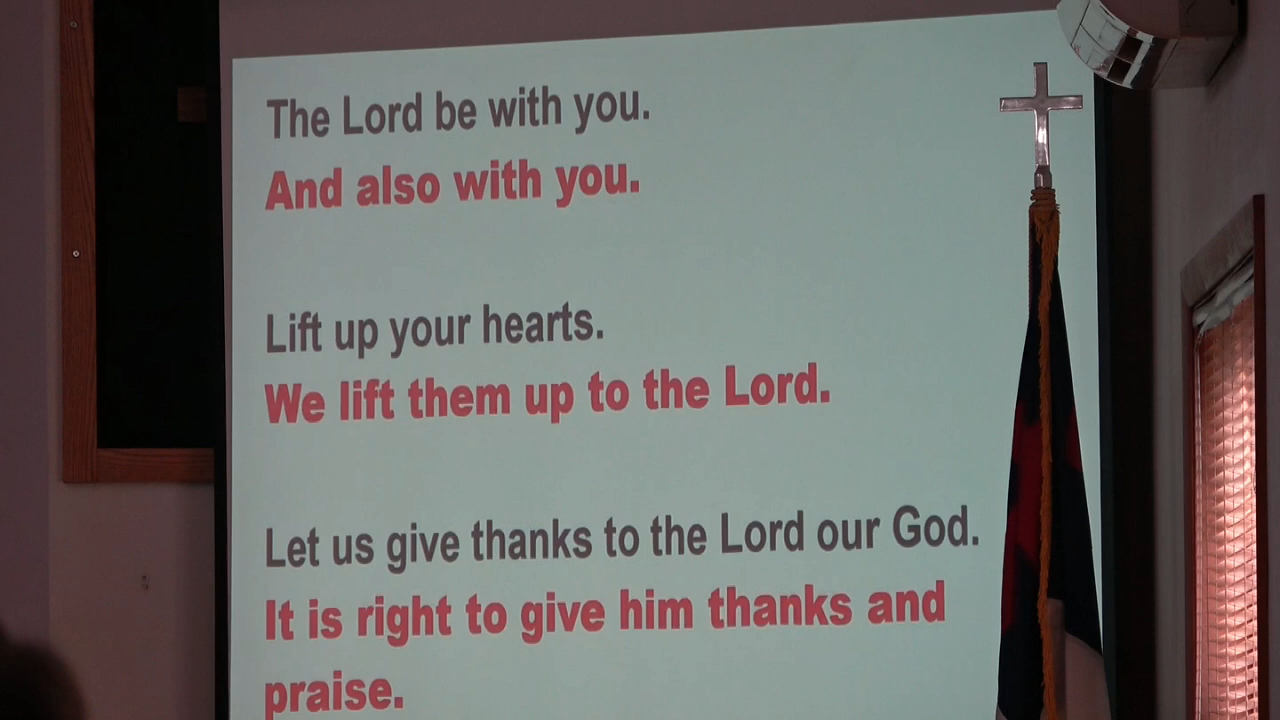 The Lord be with you.
And also with you.
Lift up your hearts.
We lift them up to the Lord.
Let us give thanks to the Lord our God.
It is right to give him thanks and
praise.